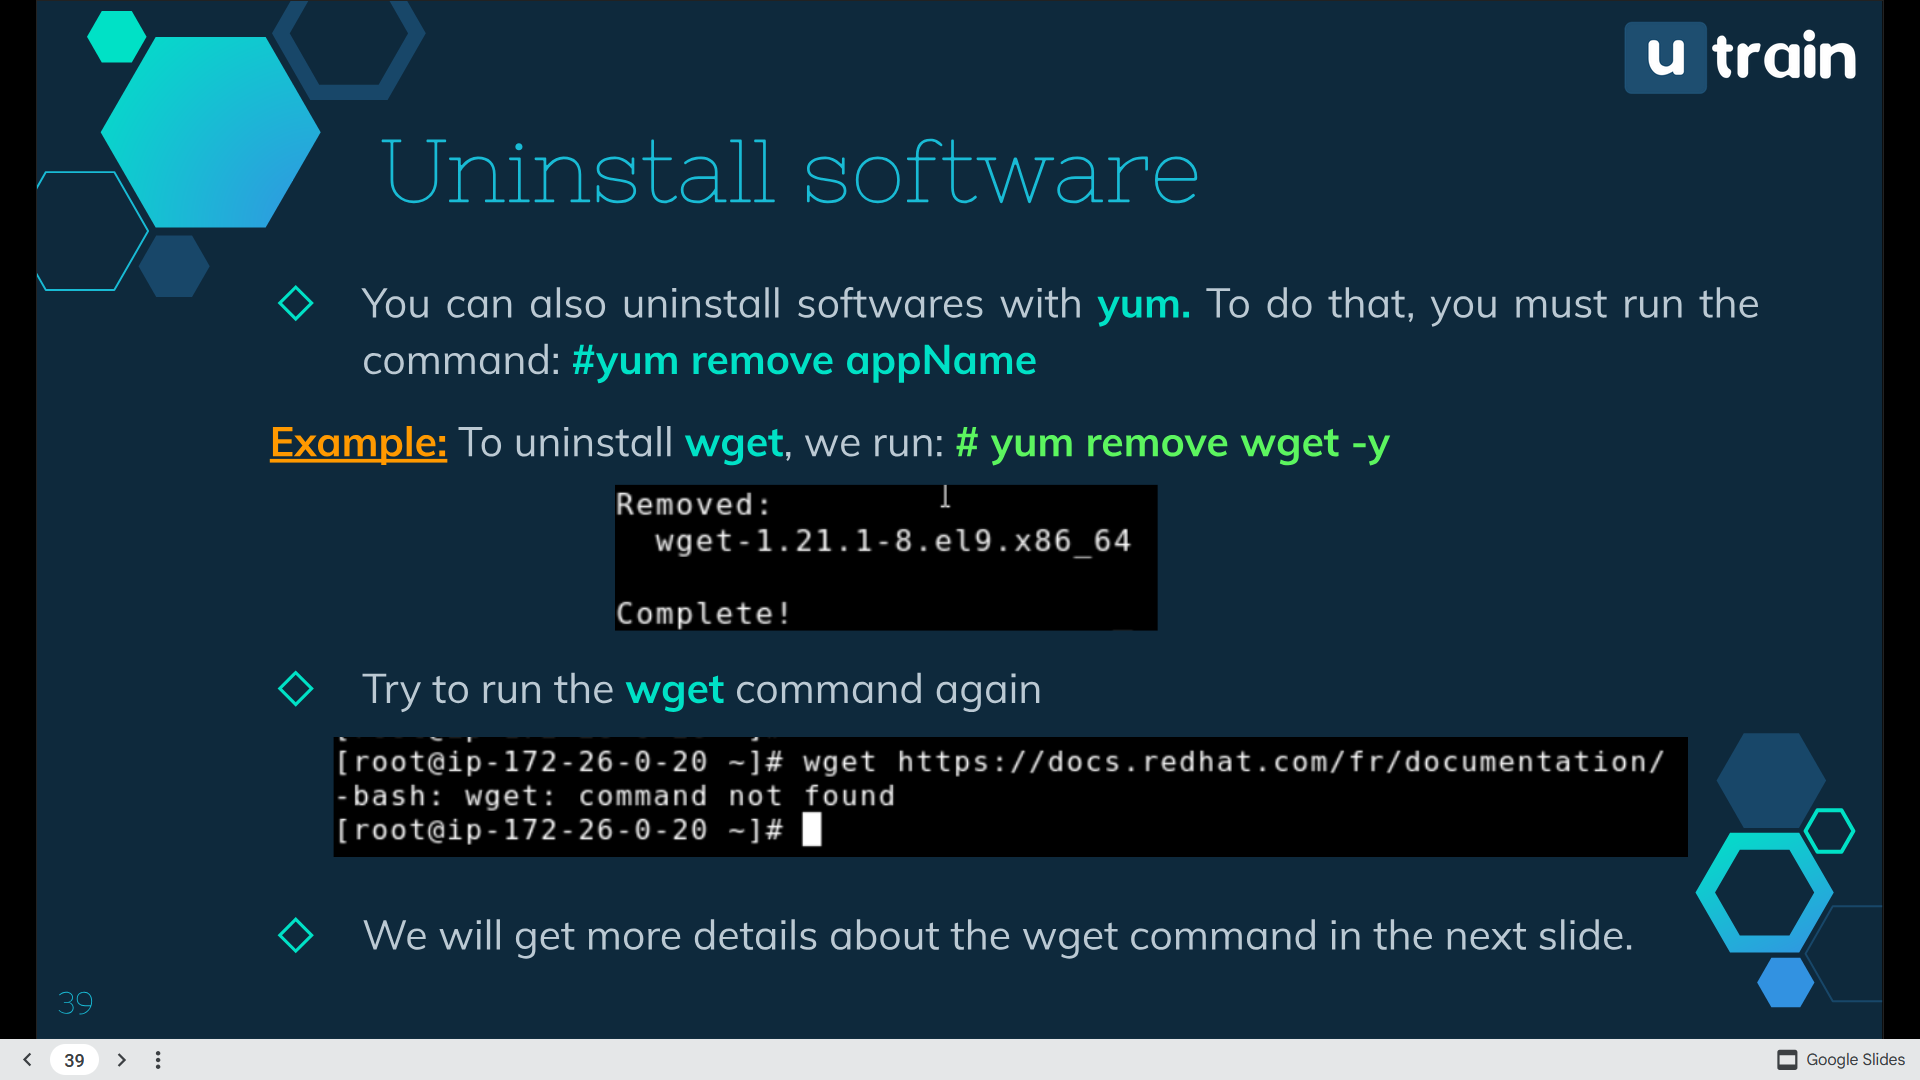 u train
Uninstall software
You can also uninstall softwares with yum. To do that, you must run the
command: #yum remove appName
Example: To uninstall wget, we run: # yum remove wget -y
Removed:
wget-1.21.1-8.el9.x86_64
Complete!
Try to run the wget command again
[root@ip-172-26-0-20 ~]# wget https://docs.redhat.com/fr/documentation/
-bash: wget: command not found
[root@ip-172-26-0-20 ~]#
We will get more details about the wget command in the next slide.
39
39
Google Slides